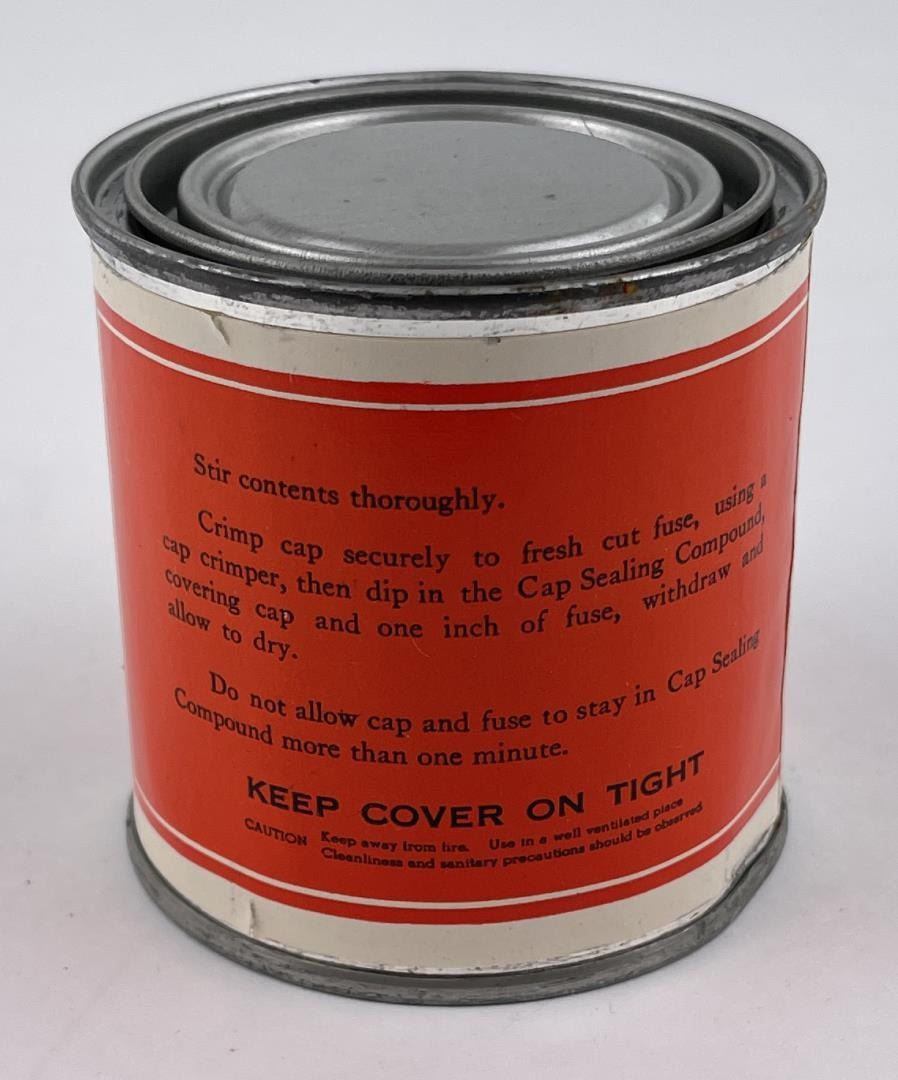 Stir contents thoroughly.
Crimp cap securely to fresh cut fuse, using a
cap crimper, then dip in the Cap Sealing Compound,
covering cap and one inch of fuse, withdraw and
allow to dry.
Do not allow cap and fuse to stay in Cap Sealing
Compound more than one minute.
KEEP COVER ON TIGHT
CAUTION Keep away from fire. Use in a well ventilated place
Cleanliness and sanitary precautions should be observed